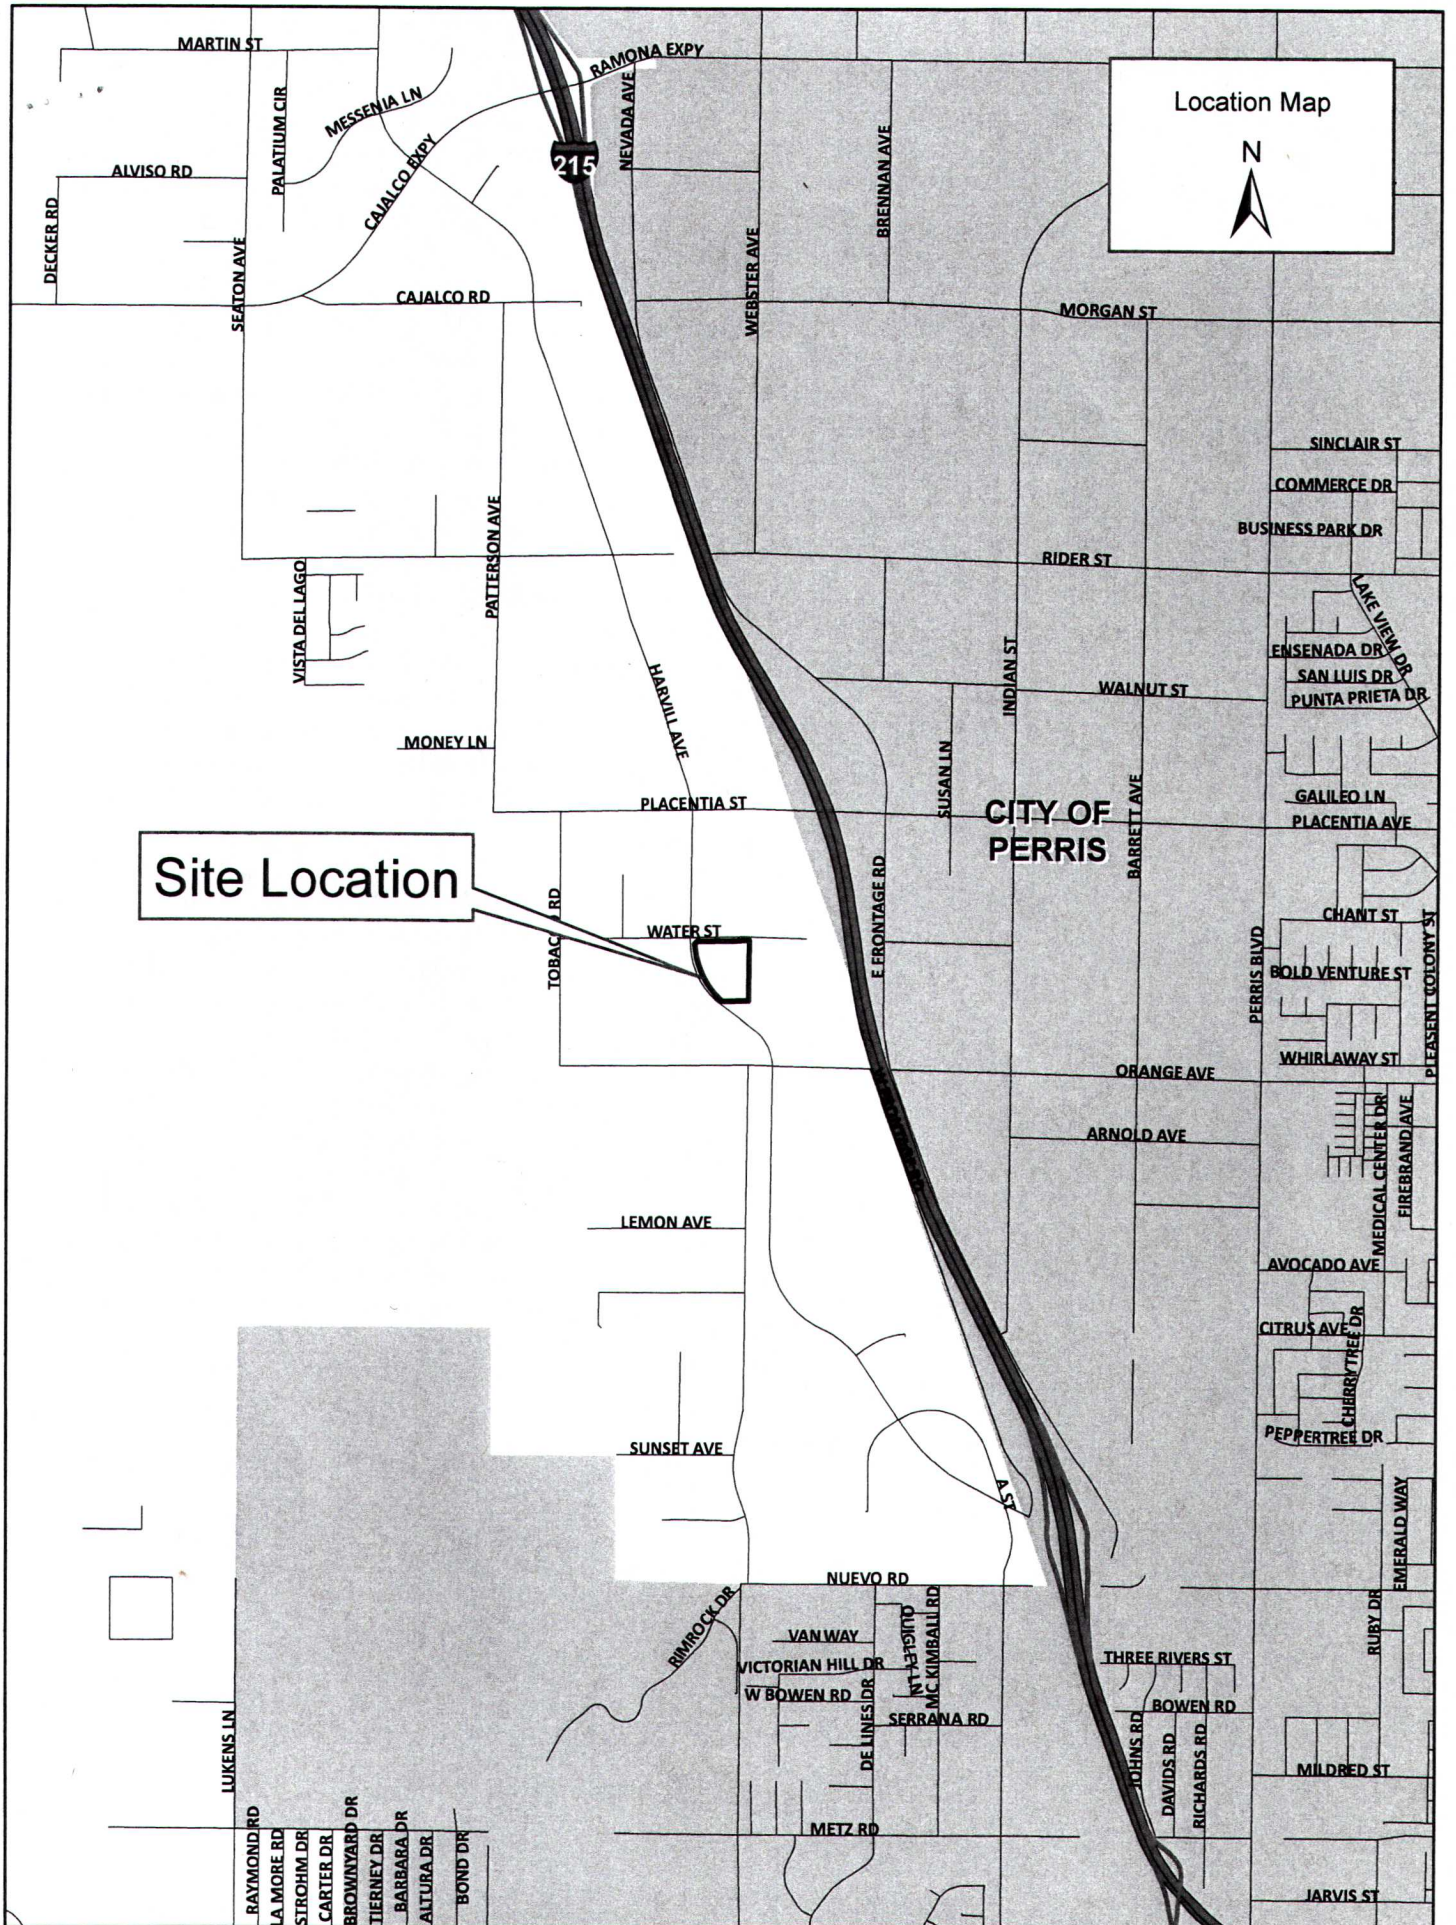 MARTIN ST
RAMONA EXPY
Location Map
N
PALATIUM CIR
MESSENIA LN
NEVADA AVE
BRENNAN AVE
215
ALVISO RD
CAJALCO EXPY
DECKER RD
SEATON AVE
WEBSTER AVE
CAJALCO RD
MORGAN ST
SINCLAIR ST
COMMERCE DR
BUSINESS PARK DR
PATTERSON AVE
RIDER ST
VISTA DEL LAGO
LAKE VIEW DR
ENSENADA DR
SAN LUIS DR
PUNTA PRIETA DR
INDIAN ST
WALNUT ST
HARVILL AVE
MONEY LN
SUSAN LN
BARRETT AVE
PLACENTIA ST
CITY OF
PERRIS
GALILEO LN
PLACENTIA AVE
Site Location
E FRONTAGE RD
CHANT ST
WATER ST
PERRIS BLVD
BOLD VENTURE ST
PLEASENT COLONY ST
WHIRLAWAY ST
ORANGE AVE
MEDICAL CENTER DR
FIREBRAND AVE
ARNOLD AVE
LEMON AVE
AVOCADO AVE
CITRUS AVE
CHERRYTREE DR
PEPPERTREE DR
SUNSET AVE
A ST
EMERALD WAY
NUEVO RD
RIMROCK DR
QUIGLEY LN
MC KIMBALL RD
RUBY DR
VAN WAY
VICTORIAN HILL DR
THREE RIVERS ST
W BOWEN RD
DE LINES DR
SERRANA RD
BOWEN RD
LUKENS LN
JOHNS RD
DAVIDS RD
RICHARDS RD
MILDRED ST
METZ RD
RAYMOND RD
LA MORE RD
STROHM DR
CARTER DR
BROWNYARD DR
TIERNEY DR
BARBARA DR
ALTURA DR
BOND DR
JARVIS ST